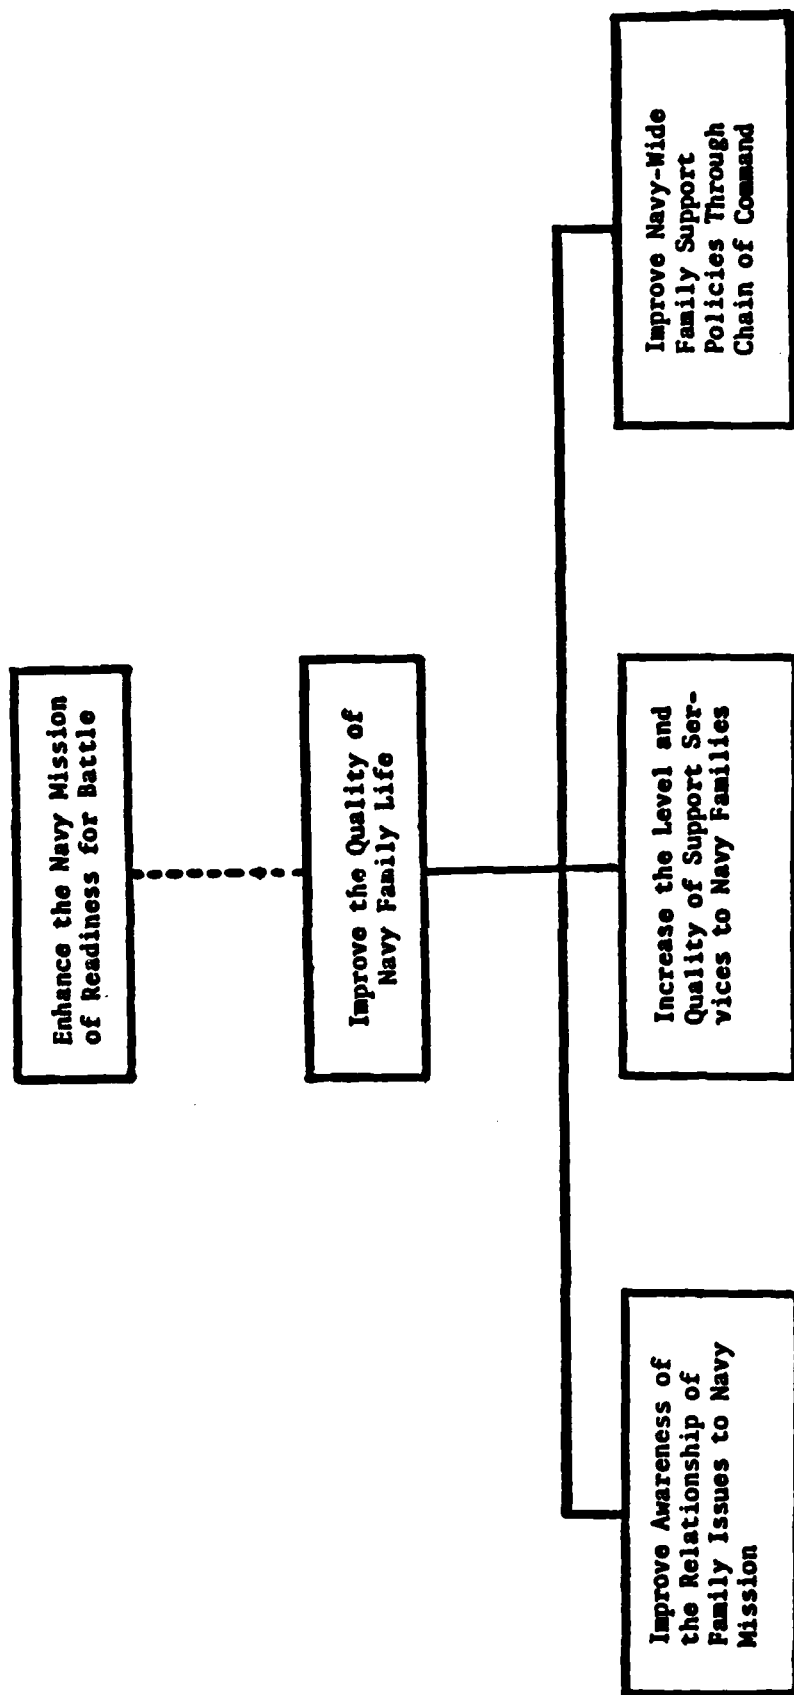 Enhance the Navy Mission
of Readiness for Battle
Improve the Quality of
Navy Family Life
Improve Awareness of
the Relationship of
Family Issues to Navy
Mission
Increase the Level and
Quality of Support Ser-
vices to Navy Families
Improve Navy-Wide
Family Support
Policies Through
Chain of Command